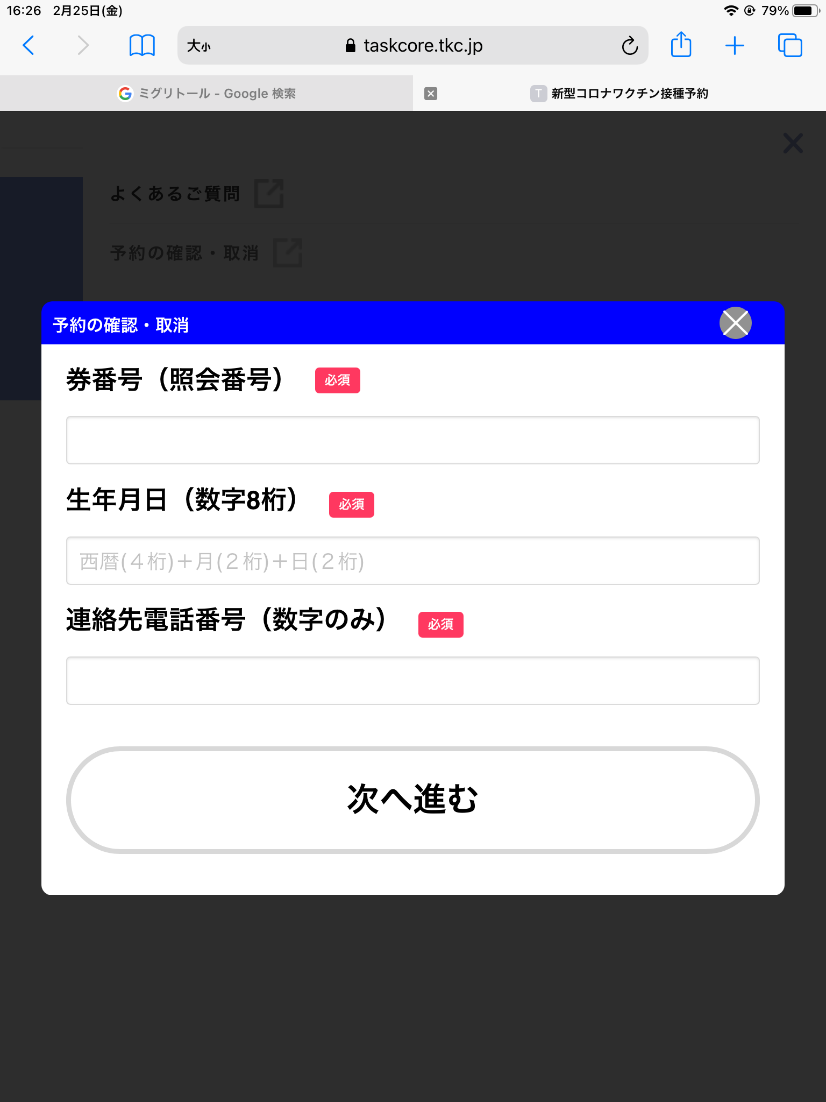 16:26 2月25日(金) 79%
大小 taskcore.tkc.jp
ミグリトール - Google 検索 T 新型コロナワクチン接種予約
よくあるご質問
予約の確認・取消
予約の確認・取消
券番号（照会番号） 必須
生年月日（数字8桁） 必須
西暦(４桁)＋月(２桁)＋日(２桁)
連絡先電話番号（数字のみ） 必須
次へ進む